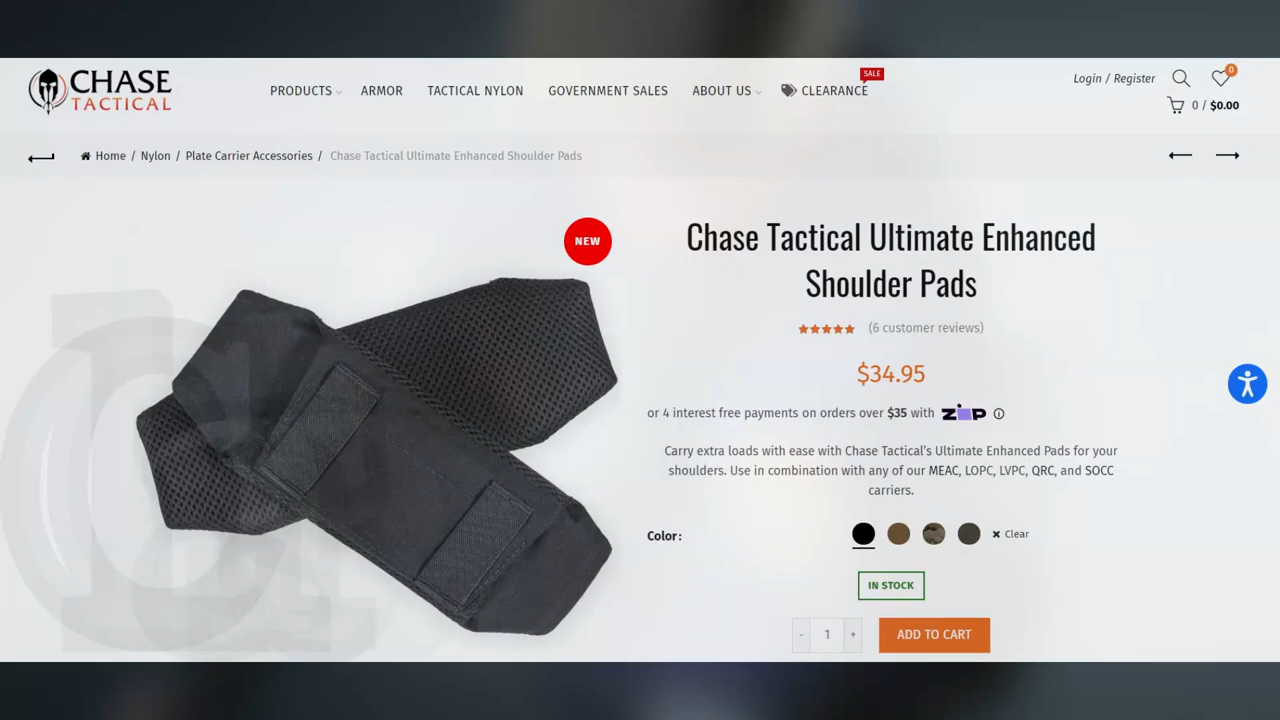 CHASE
TACTICAL
PRODUCTS
ARMOR
TACTICAL NYLON
GOVERNMENT SALES
ABOUT US
CLEARANCE
SALE
Login / Register
0
0 / $0.00
Home / Nylon / Plate Carrier Accessories / Chase Tactical Ultimate Enhanced Shoulder Pads
NEW
Chase Tactical Ultimate Enhanced
Shoulder Pads
(6 customer reviews)
$34.95
or 4 interest free payments on orders over $35 with ZIP
Carry extra loads with ease with Chase Tactical's Ultimate Enhanced Pads for your
shoulders. Use in combination with any of our MEAC, LOPC, LVPC, QRC, and SOCC
carriers.
Color:
Clear
IN STOCK
- 1 +
ADD TO CART